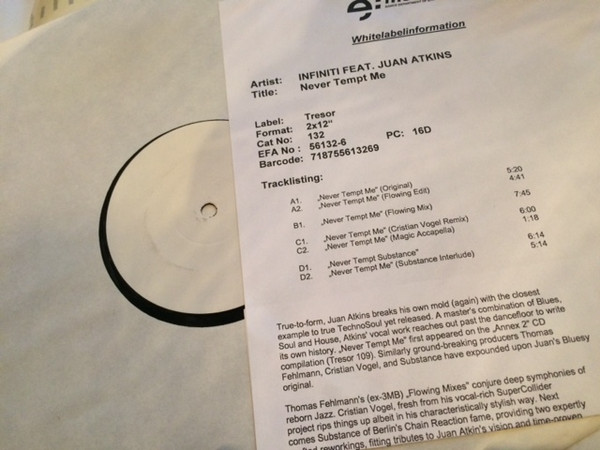 Whitelabelinformation
Artist: INFINITI FEAT. JUAN ATKINS
Title: Never Tempt Me
Label: Tresor
Format: 2x12"
Cat No: 132
EFA No : 56132-6 PC: 16D
Barcode: 718755613269
Tracklisting:
A1. „Never Tempt Me" (Original) 5:20
A2. „Never Tempt Me" (Flowing Edit) 4:41
B1. „Never Tempt Me" (Flowing Mix) 7:45
C1. „Never Tempt Me" (Cristian Vogel Remix) 6:00
C2. „Never Tempt Me" (Magic Accapella) 1:18
D1. „Never Tempt Substance" 6:14
D2. „Never Tempt Me" (Substance Interlude) 5:14
True-to-form, Juan Atkins breaks his own mold (again) with the closest
example to true TechnoSoul yet released. A master's combination of Blues,
Soul and House, Atkins' vocal work reaches out past the dancefloor to write
its own history. „Never Tempt Me" first appeared on the „Annex 2" CD
compilation (Tresor 109). Similarly ground-breaking producers Thomas
Fehlmann, Cristian Vogel, and Substance have expounded upon Juan's Bluesy
original.
Thomas Fehlmann's (ex-3MB) „Flowing Mixes" conjure deep symphonies of
reborn Jazz. Cristian Vogel, fresh from his vocal-rich SuperCollider
project rips things up albeit in his characteristically stylish way. Next
comes Substance of Berlin's Chain Reaction fame, providing two expertly
reworkings, fitting tributes to Juan Atkin's vision and time-proven